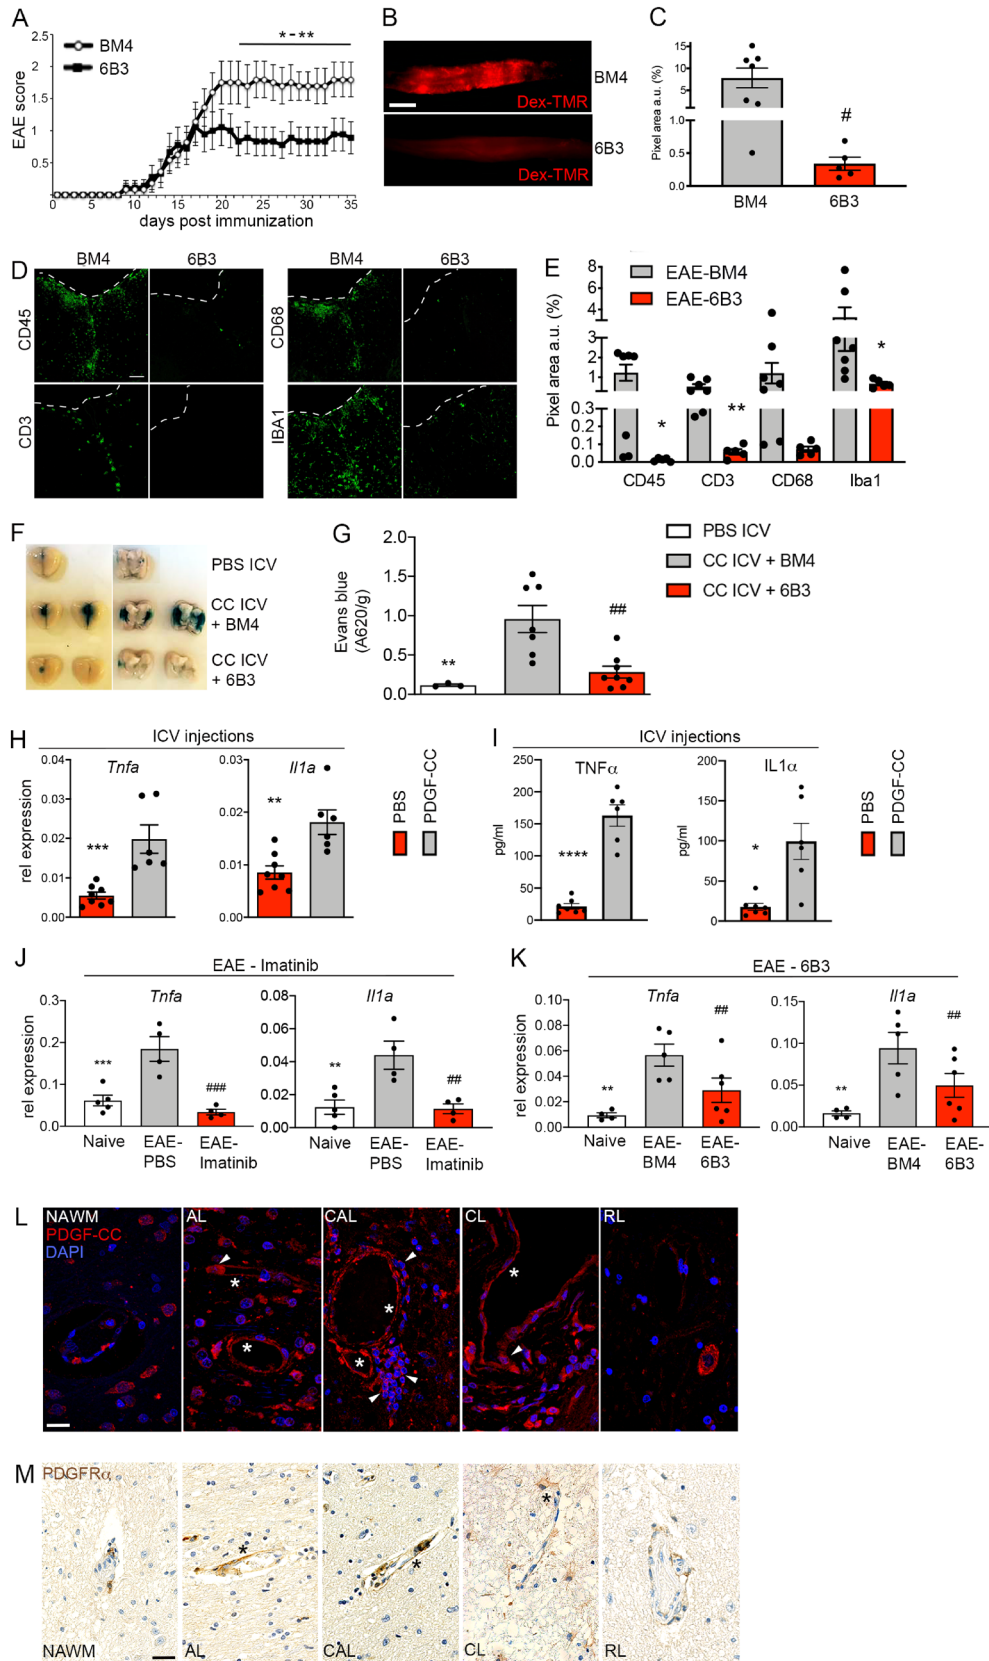 A
2.5
2
1.5
1
0.5
EAE score
BM4
6B3
*-**
0 5 10 15 20 25 30 35
days post immunization
B
BM4
Dex-TMR
6B3
Dex-TMR
C
Pixel area a.u. (%)
15
10
5
1.0
0.5
0.0
#
BM4 6B3
D
BM4 6B3 BM4 6B3
CD45
CD68
CD3
IBA1
E
Pixel area a.u. (%)
8
6
4
2
3
2
1
0.3
0.2
0.1
0.0
EAE-BM4
EAE-6B3
* ** *
CD45 CD3 CD68 Iba1
F
PBS ICV
CC ICV
+ BM4
CC ICV
+ 6B3
G
Evans blue
(A620/g)
2.0
1.5
1.0
0.5
0.0
** ##
PBS ICV
CC ICV + BM4
CC ICV + 6B3
H
ICV injections
Tnfa
rel expression
0.04
0.03
0.02
0.01
0.00
***
Il1a
0.03
0.02
0.01
0.00
**
PBS
PDGF-CC
I
ICV injections
TNFα
pg/ml
250
200
150
100
50
0
****
IL1α
pg/ml
200
150
100
50
0
*
PBS
PDGF-CC
J
EAE - Imatinib
Tnfa
rel expression
0.3
0.2
0.1
0.0
*** ###
Naive EAE-PBS EAE-Imatinib
Il1a
0.08
0.06
0.04
0.02
0.00
** ##
Naive EAE-PBS EAE-Imatinib
K
EAE - 6B3
Tnfa
rel expression
0.10
0.08
0.06
0.04
0.02
0.00
** ##
Naive EAE-BM4 EAE-6B3
Il1a
0.15
0.10
0.05
0.00
** ##
Naive EAE-BM4 EAE-6B3
L
NAWM AL CAL CL RL
PDGF-CC
DAPI
* * * * *
M
PDGFRα
* * *
NAWM AL CAL CL RL